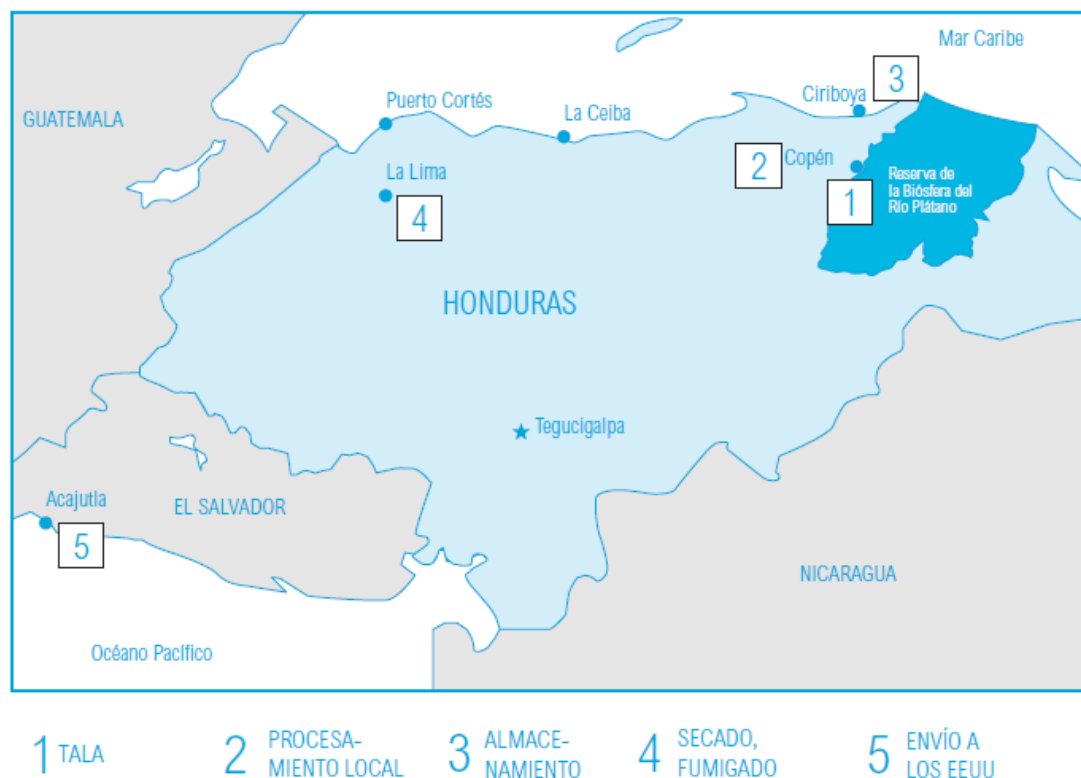 Mar Caribe
Ciriboya
3
Puerto Cortés
La Ceiba
GUATEMALA
La Lima
4
2
Copén
1
Reserva de
la Biósfera del
Río Plátano
HONDURAS
Tegucigalpa
Acajutla
5
EL SALVADOR
NICARAGUA
Océano Pacífico
1 TALA
2 PROCESA-
MIENTO LOCAL
3 ALMACE-
NAMIENTO
4 SECADO,
FUMIGADO
5 ENVÍO A
LOS EEUU